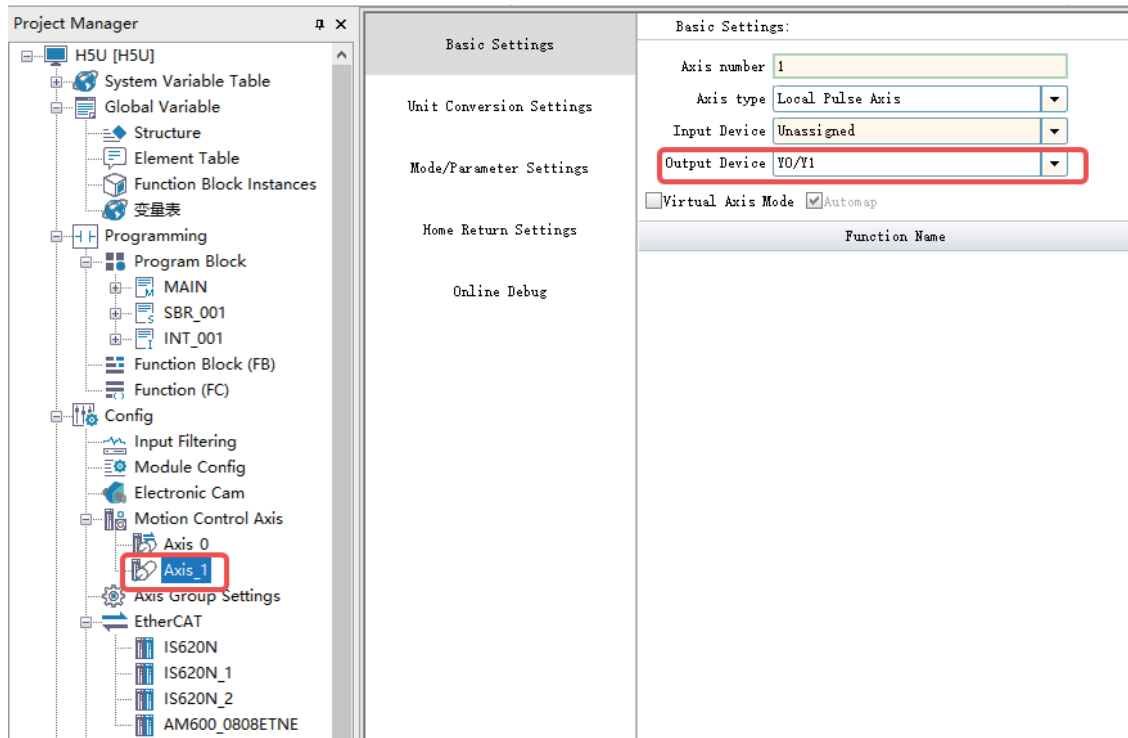 Project Manager
H5U [H5U]
System Variable Table
Global Variable
Structure
Element Table
Function Block Instances
变量表
Programming
Program Block
MAIN
SBR_001
INT_001
Function Block (FB)
Function (FC)
Config
Input Filtering
Module Config
Electronic Cam
Motion Control Axis
Axis_0
Axis_1
Axis Group Settings
EtherCAT
IS620N
IS620N_1
IS620N_2
AM600_0808ETNE
Basic Settings
Unit Conversion Settings
Mode/Parameter Settings
Home Return Settings
Online Debug
Basic Settings:
Axis number 1
Axis type Local Pulse Axis
Input Device Unassigned
Output Device Y0/Y1
Virtual Axis Mode Automap
Function Name